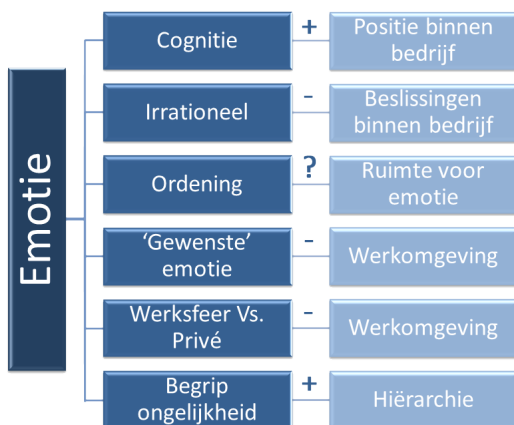 Emotie
Cognitie
+
Positie binnen
bedrijf
Irrationeel
-
Beslissingen
binnen bedrijf
Ordening
?
Ruimte voor
emotie
‘Gewenste’
emotie
-
Werkomgeving
Werksfeer Vs.
Privé
-
Werkomgeving
Begrip
ongelijkheid
+
Hiërarchie